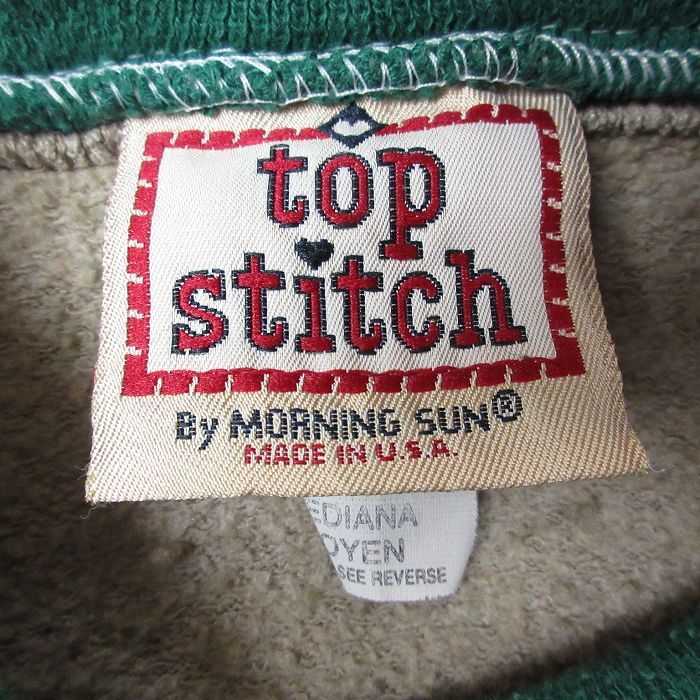 top
stitch
By MORNING SUN®
MADE IN U.S.A.
EDIANA
OYEN
SEE REVERSE